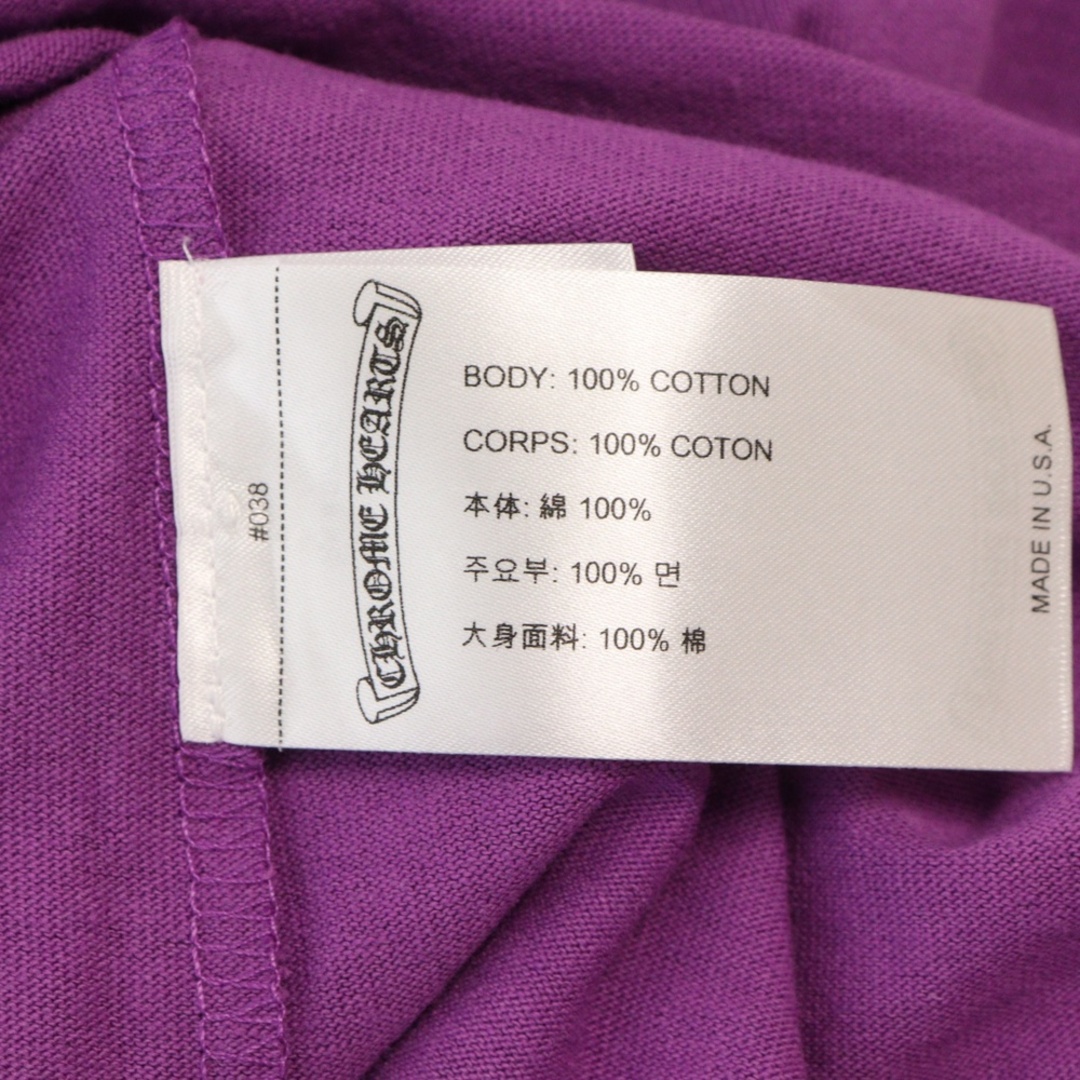 #038
CHROME HEARTS
BODY: 100% COTTON
CORPS: 100% COTON
本体: 綿 100%
주요부: 100% 면
大身面料: 100% 棉
MADE IN U.S.A.